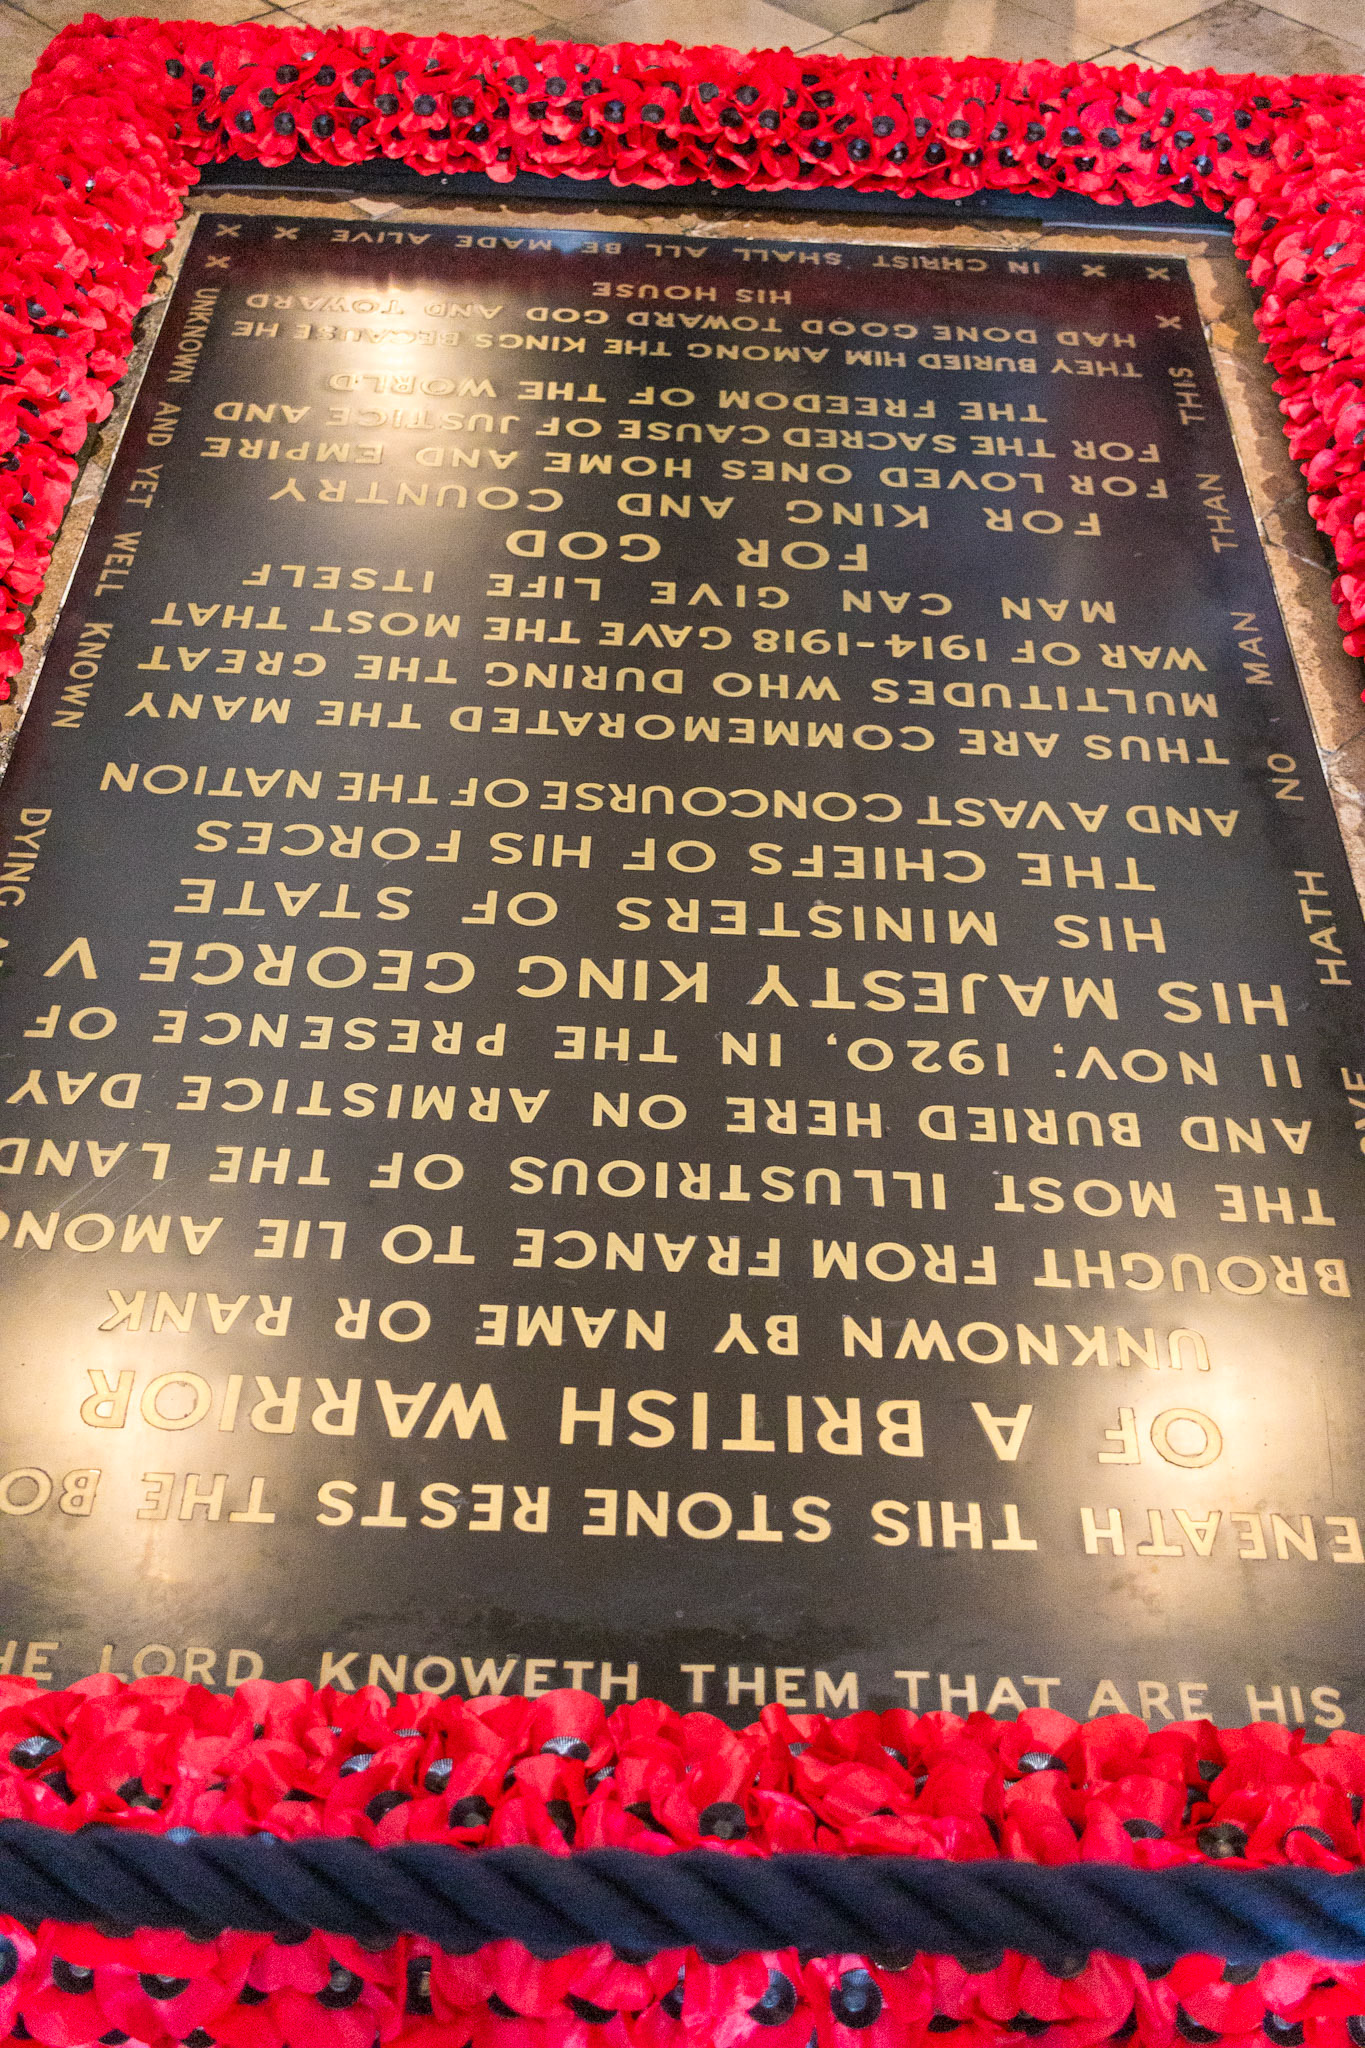 ENEATH THIS STONE RESTS THE BO
OF A BRITISH WARRIOR
UNKNOWN BY NAME OR RANK
BROUGHT FROM FRANCE TO LIE AMONG
THE MOST ILLUSTRIOUS OF THE LAND
AND BURIED HERE ON ARMISTICE DAY
11 NOV: 1920, IN THE PRESENCE OF
HIS MAJESTY KING GEORGE V
HIS MINISTERS OF STATE
THE CHIEFS OF HIS FORCES
AND A VAST CONCOURSE OF THE NATION
THUS ARE COMMEMORATED THE MANY
MULTITUDES WHO DURING THE GREAT
WAR OF 1914-1918 GAVE THE MOST THAT
MAN CAN GIVE LIFE ITSELF
FOR GOD
FOR KING AND COUNTRY
FOR LOVED ONES HOME AND EMPIRE
FOR THE SACRED CAUSE OF JUSTICE AND
THE FREEDOM OF THE WORLD
THEY BURIED HIM AMONG THE KINGS BECAUSE HE
HAD DONE GOOD TOWARD GOD AND TOWARD
HIS HOUSE
IN CHRIST SHALL ALL BE MADE ALIVE
HATH NO MAN THAN THIS
UNKNOWN AND YET WELL KNOWN DYING
HE LORD KNOWETH THEM THAT ARE HIS